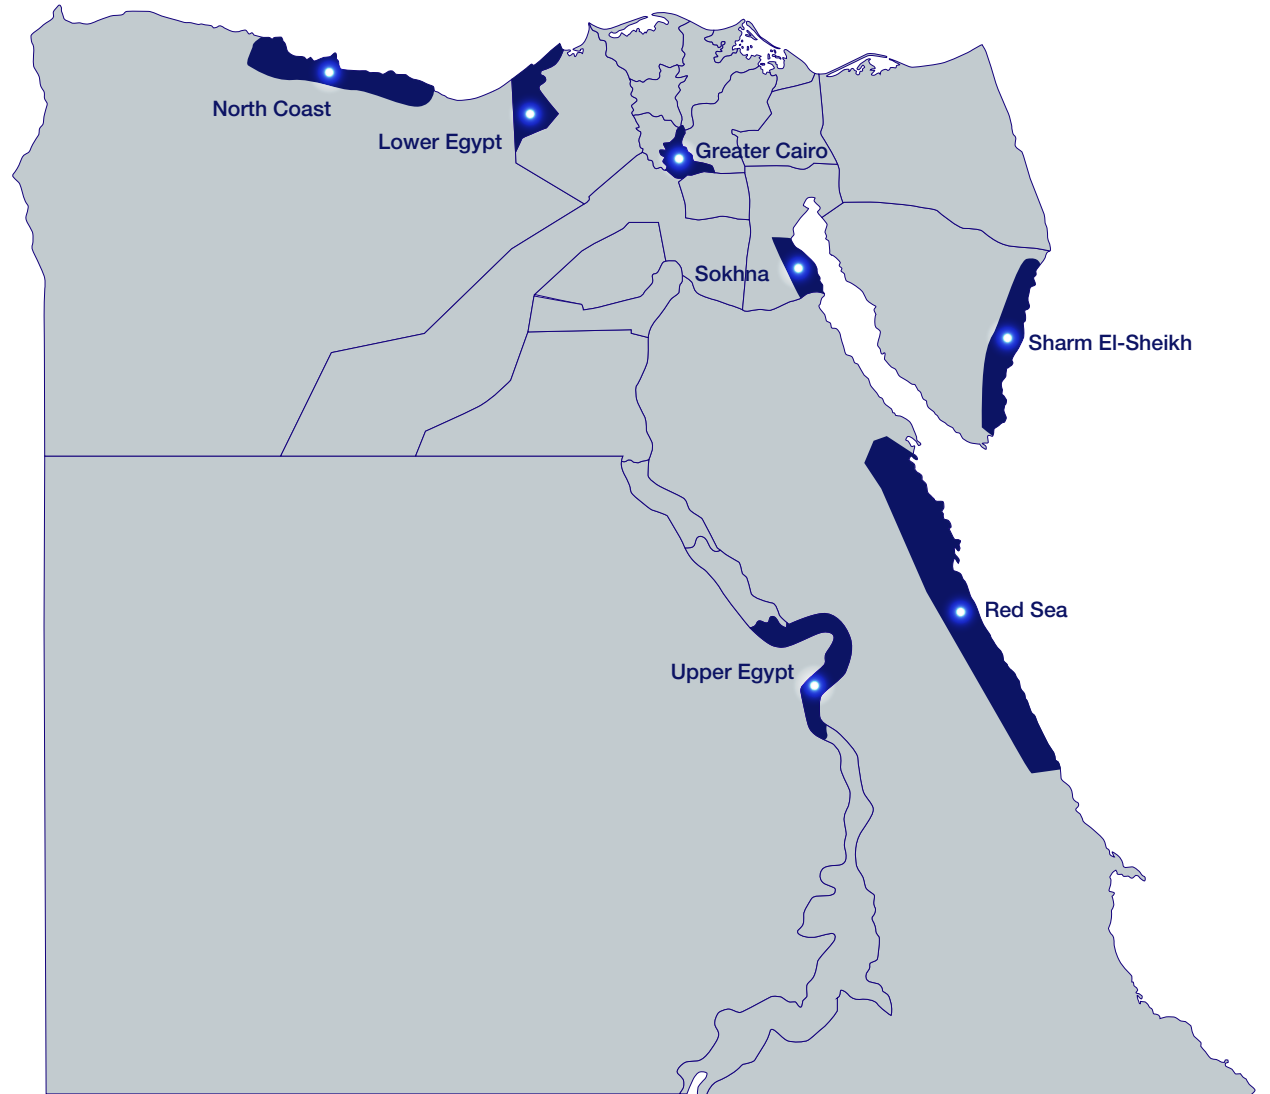 North Coast
Lower Egypt
Greater Cairo
Sokhna
Sharm El-Sheikh
Red Sea
Upper Egypt